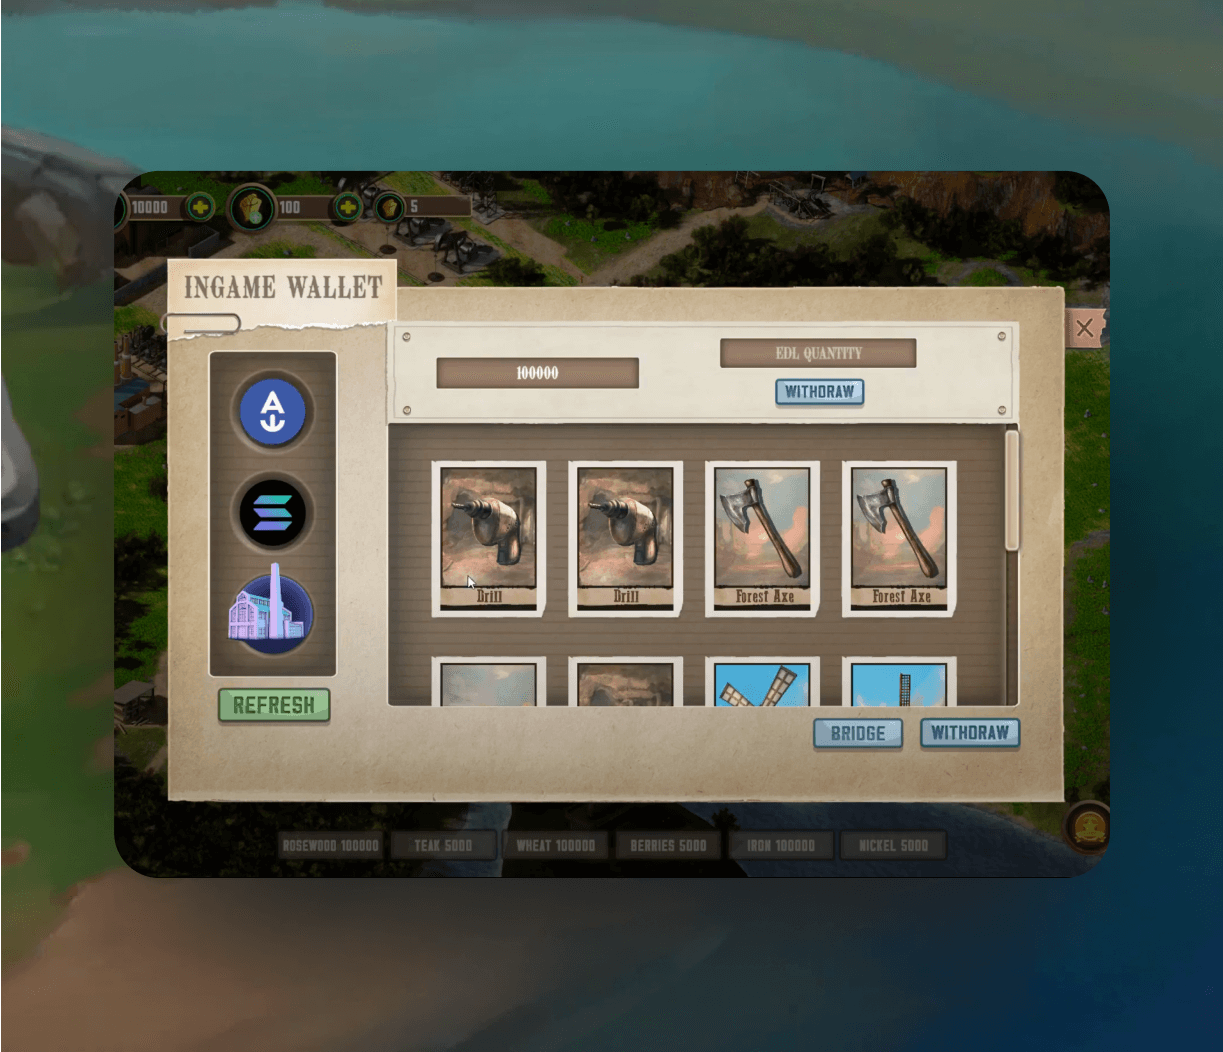 10000
100
5
INGAME WALLET
100000
EDL QUANTITY
WITHDRAW
Drill
Drill
Forest Axe
Forest Axe
REFRESH
BRIDGE
WITHDRAW
ROSEWOOD 100000
TEAK 5000
WHEAT 100000
BERRIES 5000
IRON 100000
NICKEL 5000